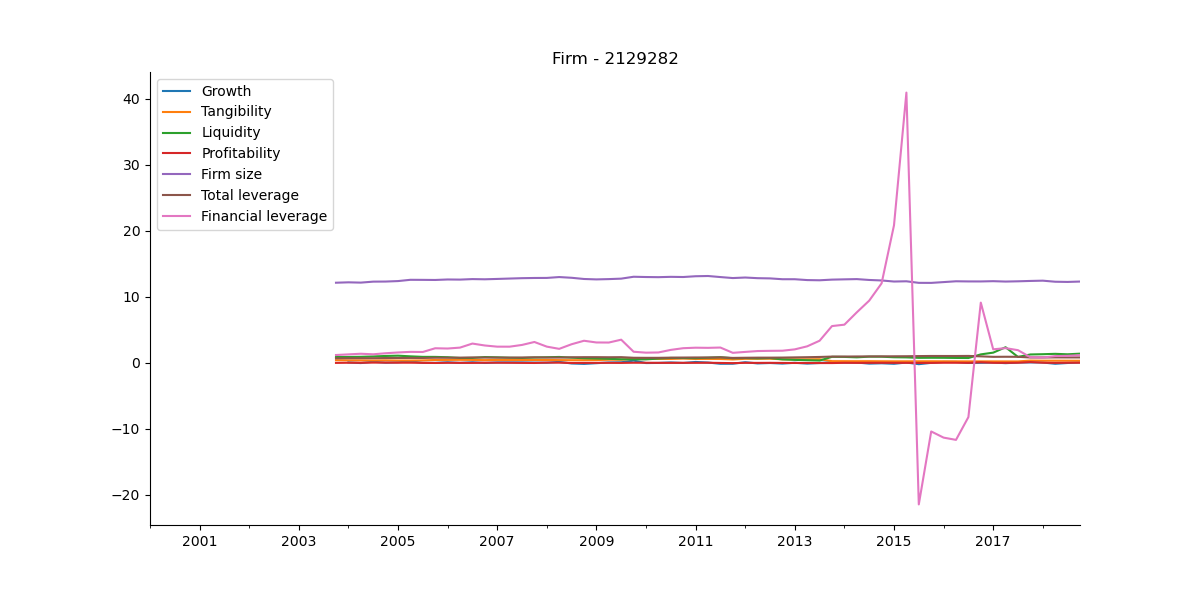 Firm - 2129282
Growth
Tangibility
Liquidity
Profitability
Firm size
Total leverage
Financial leverage
40
30
20
10
0
−10
−20
2001 2003 2005 2007 2009 2011 2013 2015 2017